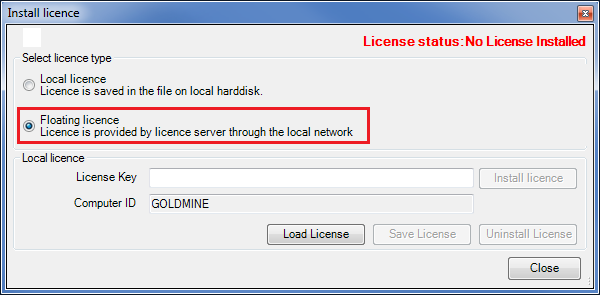 Install licence
License status: No License Installed
Select licence type
Local licence
Licence is saved in the file on local harddisk.
Floating licence
Licence is provided by licence server through the local network
Local licence
License Key
Install licence
Computer ID
GOLDMINE
Load License
Save License
Uninstall License
Close